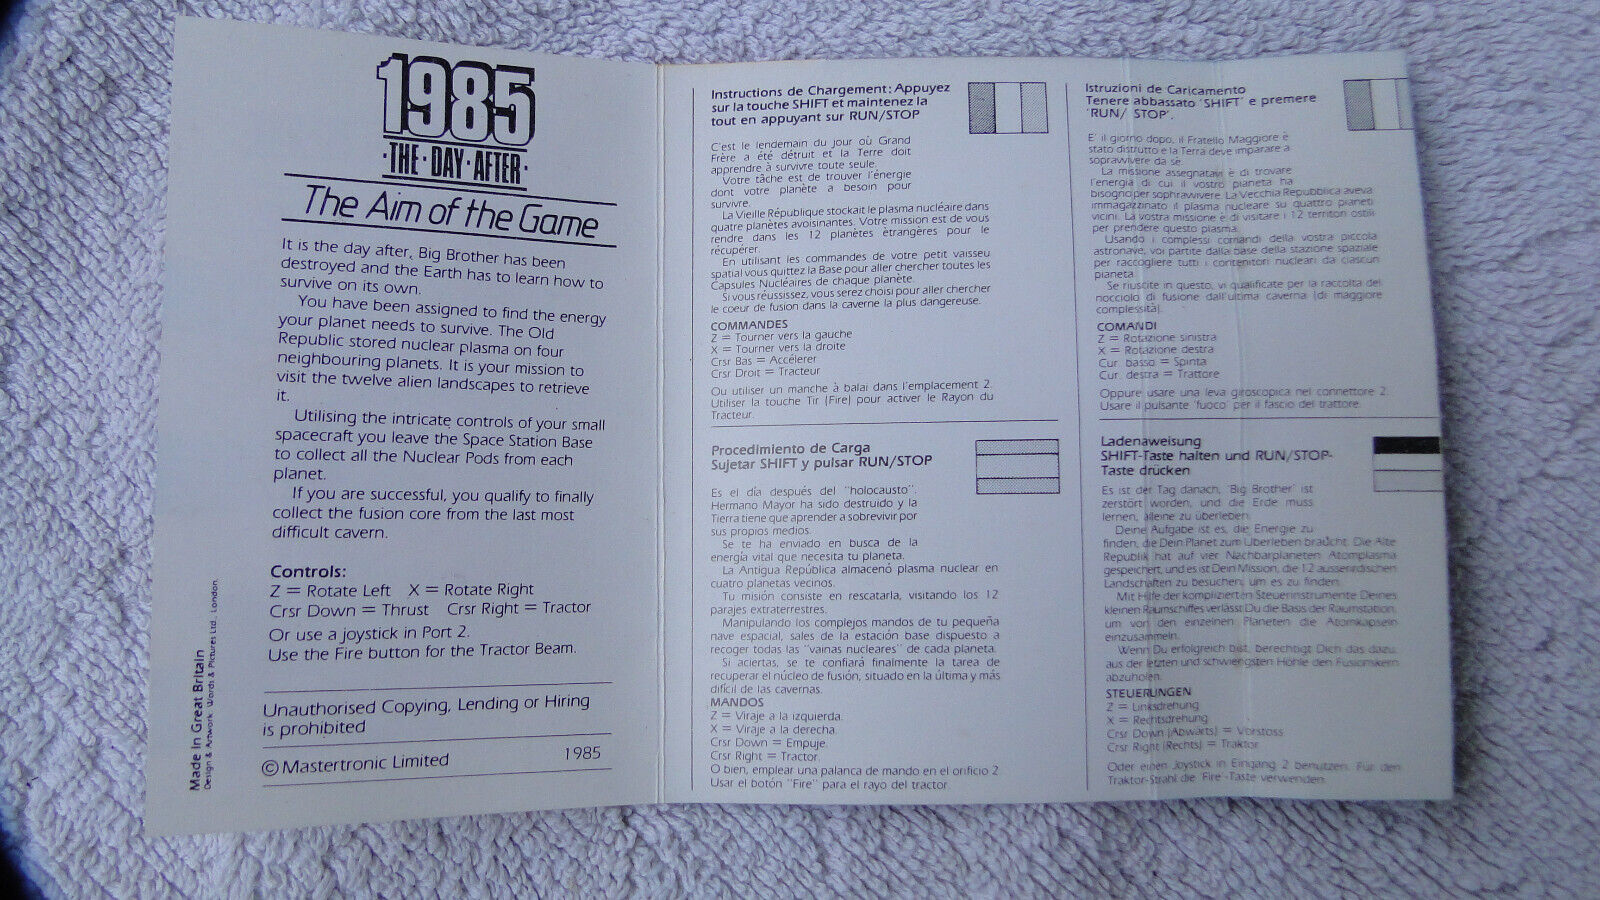 1985
·THE·DAY·AFTER·
The Aim of the Game
It is the day after, Big Brother has been
destroyed and the Earth has to learn how to
survive on its own.
You have been assigned to find the energy
your planet needs to survive. The Old
Republic stored nuclear plasma on four
neighbouring planets. It is your mission to
visit the twelve alien landscapes to retrieve
it.
Utilising the intricate controls of your small
spacecraft you leave the Space Station Base
to collect all the Nuclear Pods from each
planet.
If you are successful, you qualify to finally
collect the fusion core from the last most
difficult cavern.
Controls:
Z = Rotate Left X = Rotate Right
Crsr Down = Thrust Crsr Right = Tractor
Or use a joystick in Port 2.
Use the Fire button for the Tractor Beam.
Unauthorised Copying, Lending or Hiring
is prohibited
© Mastertronic Limited 1985
Made in Great Britain
Design & Artwork Words & Pictures Ltd., London.
Instructions de Chargement: Appuyez
sur la touche SHIFT et maintenez la
tout en appuyant sur RUN/STOP
C'est le lendemain du jour où Grand
Frère a été détruit et la Terre doit
apprendre à survivre toute seule.
Votre tâche est de trouver l'énergie
dont votre planète a besoin pour
survivre.
La Vieille République stockait le plasma nucléaire dans
quatre planètes avoisinantes. Votre mission est de vous
rendre dans les 12 planètes ètrangères pour le
récupérer.
En utilisant les commandes de votre petit vaisseu
spatial vous quittez la Base pour aller chercher toutes les
Capsules Nucléaires de chaque planète.
Si vous réussissez, vous serez choisi pour aller chercher
le coeur de fusion dans la caverne la plus dangereuse.
COMMANDES
Z = Tourner vers la gauche
X = Tourner vers la droite
Crsr Bas = Accélerer
Crsr Droit = Tracteur
Ou utiliser un manche à balai dans l'emplacement 2.
Utiliser la touche Tir (Fire) pour activer le Rayon du
Tracteur.
Procedimiento de Carga
Sujetar SHIFT y pulsar RUN/STOP
Es el día después del "holocausto".
Hermano Mayor ha sido destruido y la
Tierra tiene que aprender a sobrevivir por
sus propios medios.
Se te ha enviado en busca de la
energía vital que necesita tu planeta.
La Antigua República almacenó plasma nuclear en
cuatro planetas vecinos.
Tu misión consiste en rescatarla, visitando los 12
parajes extraterrestres.
Manipulando los complejos mandos de tu pequeña
nave espacial, sales de la estación base dispuesto a
recoger todas las "vainas nucleares" de cada planeta.
Si aciertas, se te confiará finalmente la tarea de
recuperar el núcleo de fusión, situado en la última y más
difícil de las cavernas.
MANDOS
Z = Viraje a la izquierda.
X = Viraje a la derecha.
Crsr Down = Empuje.
Crsr Right = Tractor.
O bien, emplear una palanca de mando en el orificio 2
Usar el botón "Fire" para el rayo del tractor.
Istruzioni de Caricamento
Tenere abbassato 'SHIFT' e premere
'RUN/ STOP'.
E' il giorno dopo, il Fratello Maggiore è
stato distrutto e la Terra deve imparare a
sopravvivere da sè.
La missione assegnatavi è di trovare
l'energia di cui il vostro pianeta ha
bisogno per sophravvivere. La Vecchia Repubblica aveva
immagazzinato il plasma nucleare su quattro pianeti
vicini. La vostra missione è di visitare i 12 territori ostili
per prendere questo plasma.
Usando i complessi comandi della vostra piccola
astronave, voi partite dalla base della stazione spaziale
per raccogliere tutti i contenitori nucleari da ciascun
pianeta.
Se riuscite in questo, vi qualificate per la raccolta del
nocciolo di fusione dall'ultima caverna (di maggiore
complessità).
COMANDI
Z = Rotazione sinistra
X = Rotazione destra
Cur. basso = Spinta
Cur. destra = Trattore
Oppure usare una leva giroscopica nel connettore 2.
Usare il pulsante 'fuoco' per il fascio del trattore.
Ladenaweisung
SHIFT-Taste halten und RUN/STOP-
Taste drücken
Es ist der Tag danach, 'Big Brother' ist
zerstört worden, und die Erde muss
lernen, alleine zu überleben.
Deine Aufgabe ist es, die Energie zu
finden, die Dein Planet zum Überleben braucht. Die Alte
Republik hat auf vier Nachbarplaneten Atomplasma
gespeichert, und es ist Dein Mission, die 12 ausserirdischen
Landschaften zu besuchen, um es zu finden.
Mit Hilfe der komplizierten Steuerinstrumente Deines
kleinen Raumschiffes verlässt Du die Basis der Raumstation,
um von den einzelnen Planeten die Atomkapseln
einzusammeln.
Wenn Du erfolgreich bist, berechtigt Dich das dazu,
aus der letzten und schwierigsten Höhle den Fusionskern
abzuholen.
STEUERUNGEN
Z = Linksdrehung
X = Rechtsdrehung
Crsr Down (Abwärts) = Vorstoss
Crsr Right (Rechts) = Traktor
Oder einen Joystick in Eingang 2 benutzen. Für den
Traktor-Strahl die 'Fire'-Taste verwenden.